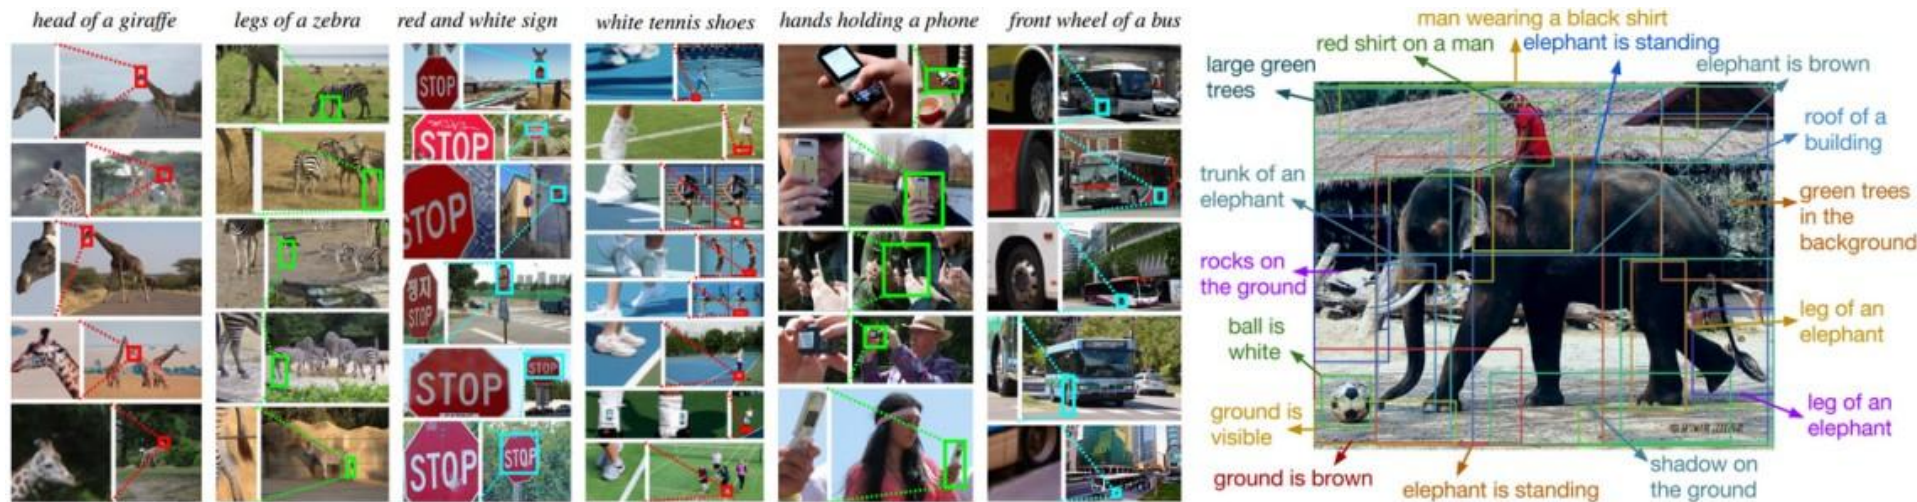 head of a giraffe
legs of a zebra
red and white sign
white tennis shoes
hands holding a phone
front wheel of a bus
STOP
STOP
STOP
정지
STOP
STOP
STOP
STOP
STOP
man wearing a black shirt
red shirt on a man
elephant is standing
large green
trees
elephant is brown
roof of a
building
trunk of an
elephant
green trees
in the
background
rocks on
the ground
leg of an
elephant
ball is
white
ground is
visible
leg of an
elephant
ground is brown
elephant is standing
shadow on
the ground